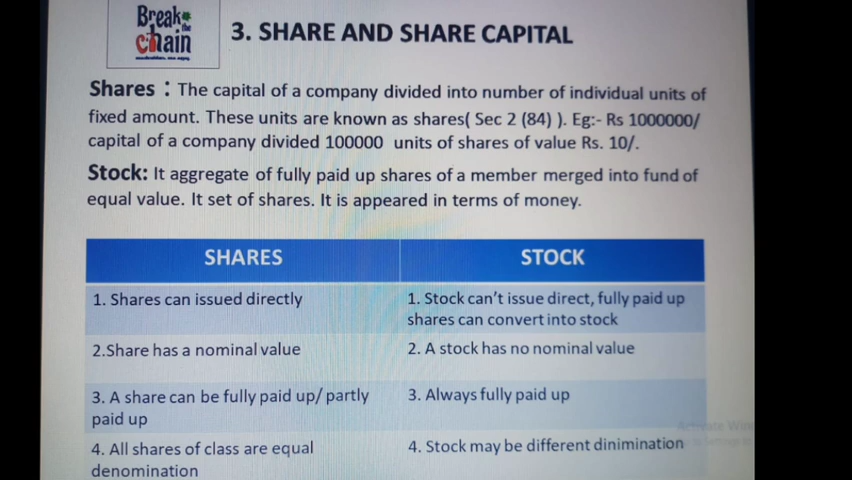 Break
the
chain
3. SHARE AND SHARE CAPITAL
Shares : The capital of a company divided into number of individual units of
fixed amount. These units are known as shares( Sec 2 (84) ). Eg:- Rs 1000000/
capital of a company divided 100000 units of shares of value Rs. 10/.
Stock: It aggregate of fully paid up shares of a member merged into fund of
equal value. It set of shares. It is appeared in terms of money.
SHARES
STOCK
1. Shares can issued directly
1. Stock can't issue direct, fully paid up
shares can convert into stock
2.Share has a nominal value
2. A stock has no nominal value
3. A share can be fully paid up/ partly
paid up
3. Always fully paid up
4. All shares of class are equal
denomination
4. Stock may be different dinimination
Activate Win